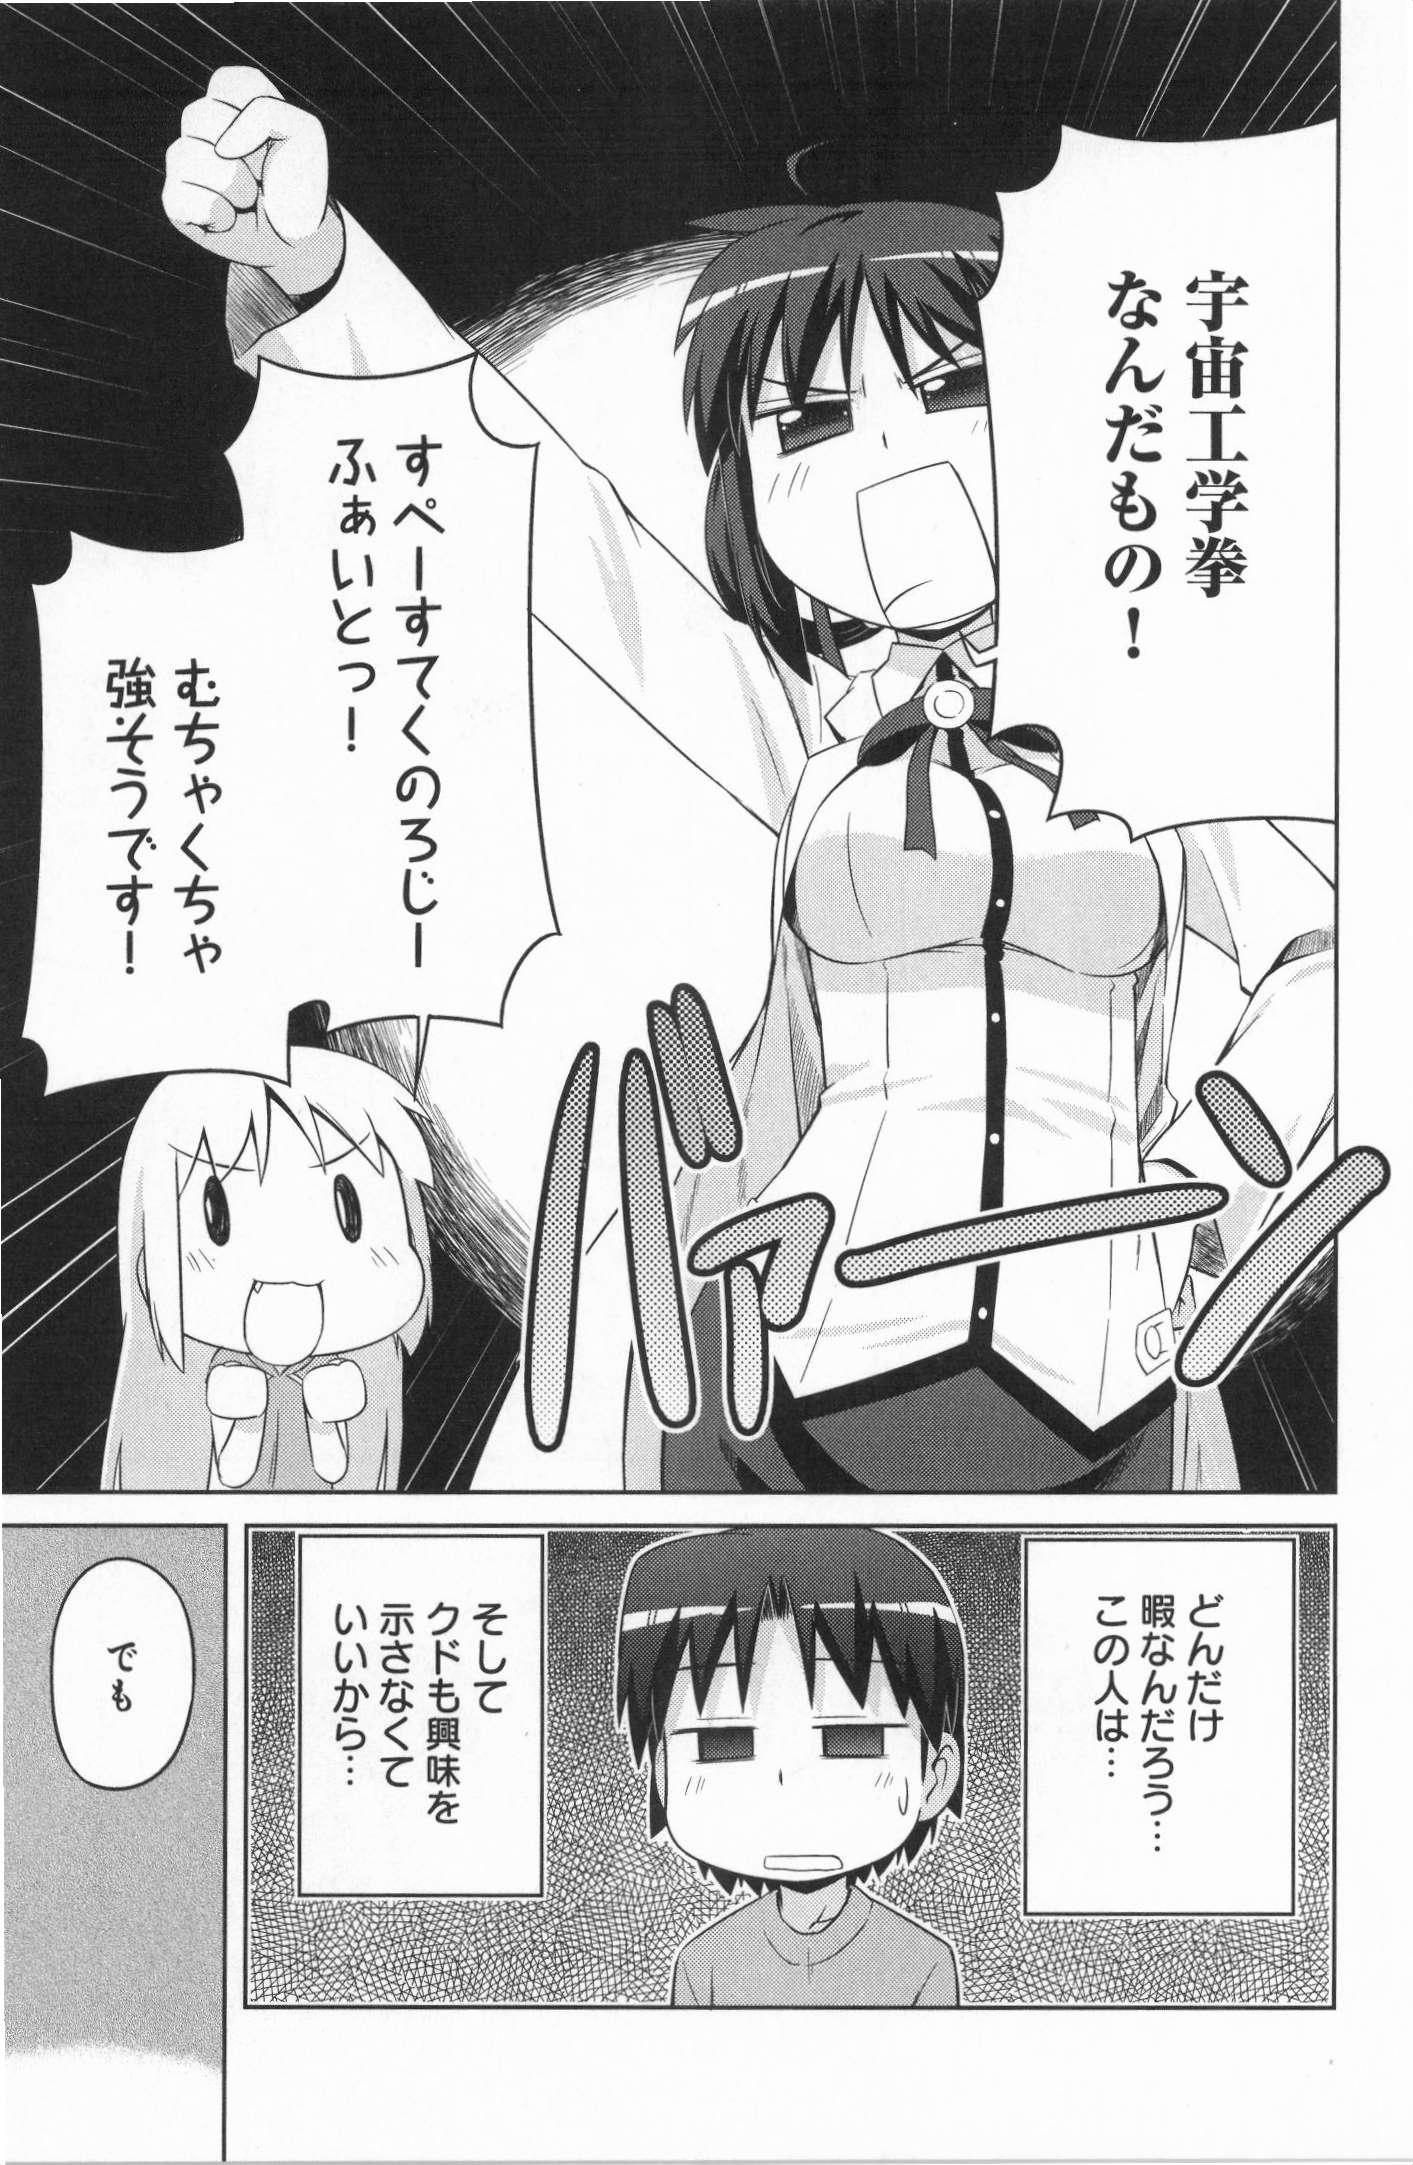 宇宙工学拳
なんだもの！
すぺーすてくのろじー
ふぁいとっ！
むちゃくちゃ
強そうです！
バァーーン
どんだけ
暇なんだろう…
この人は…
そして
クドも興味を
示さなくて
いいから…
でも